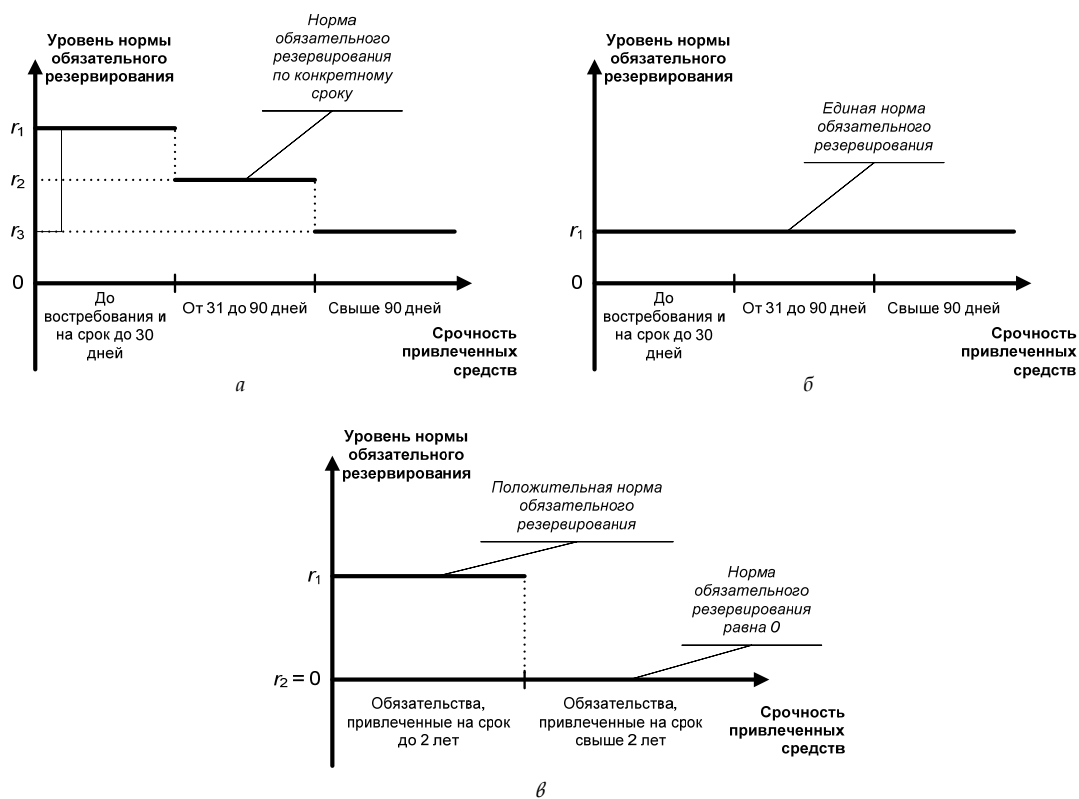 Уровень нормы
обязательного
резервирования
Норма
обязательного
резервирования
по конкретному
сроку
r1
r2
r3
0
До
востребования и
на срок до 30
дней
От 31 до 90 дней
Свыше 90 дней
Срочность
привлеченных
средств
а
Уровень нормы
обязательного
резервирования
Единая норма
обязательного
резервирования
r1
0
До
востребования и
на срок до 30
дней
От 31 до 90 дней
Свыше 90 дней
Срочность
привлеченных
средств
б
Уровень нормы
обязательного
резервирования
Положительная норма
обязательного
резервирования
Норма
обязательного
резервирования
равна 0
r1
r2 = 0
Обязательства,
привлеченные на срок
до 2 лет
Обязательства,
привлеченные на срок
свыше 2 лет
Срочность
привлеченных
средств
в